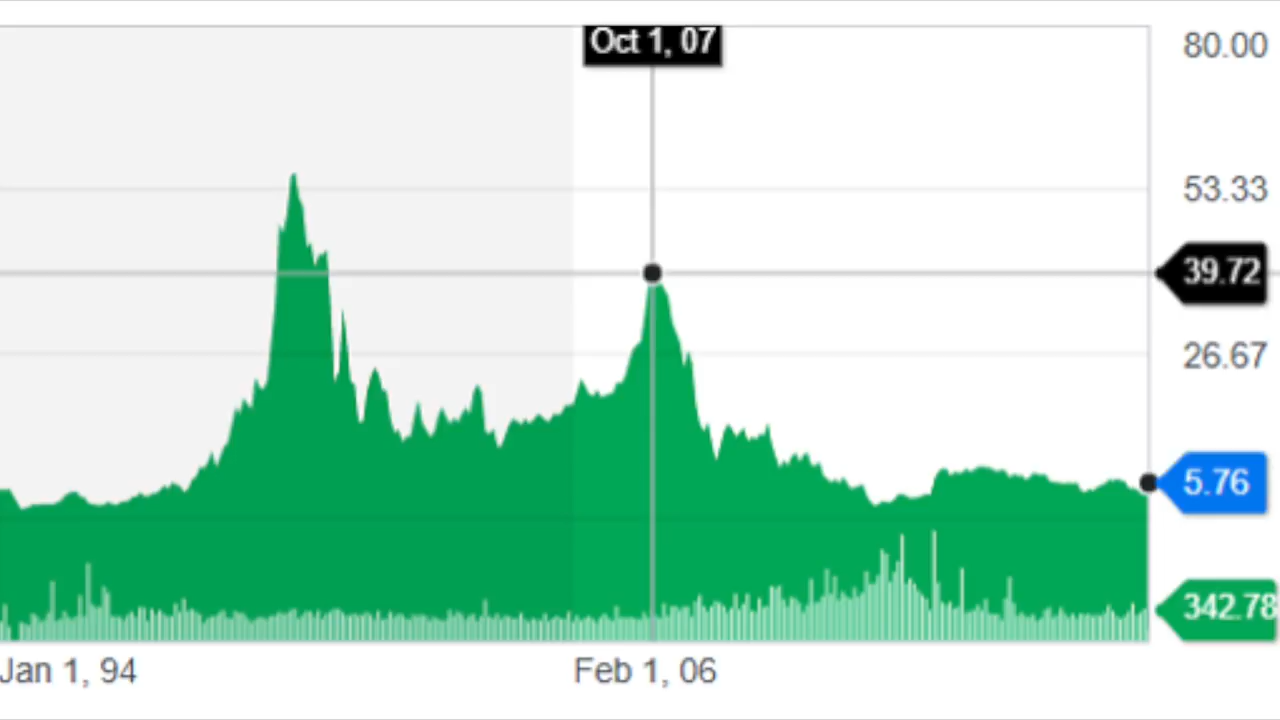 Oct 1, 07
80.00
53.33
39.72
26.67
5.76
342.78
Jan 1, 94
Feb 1, 06